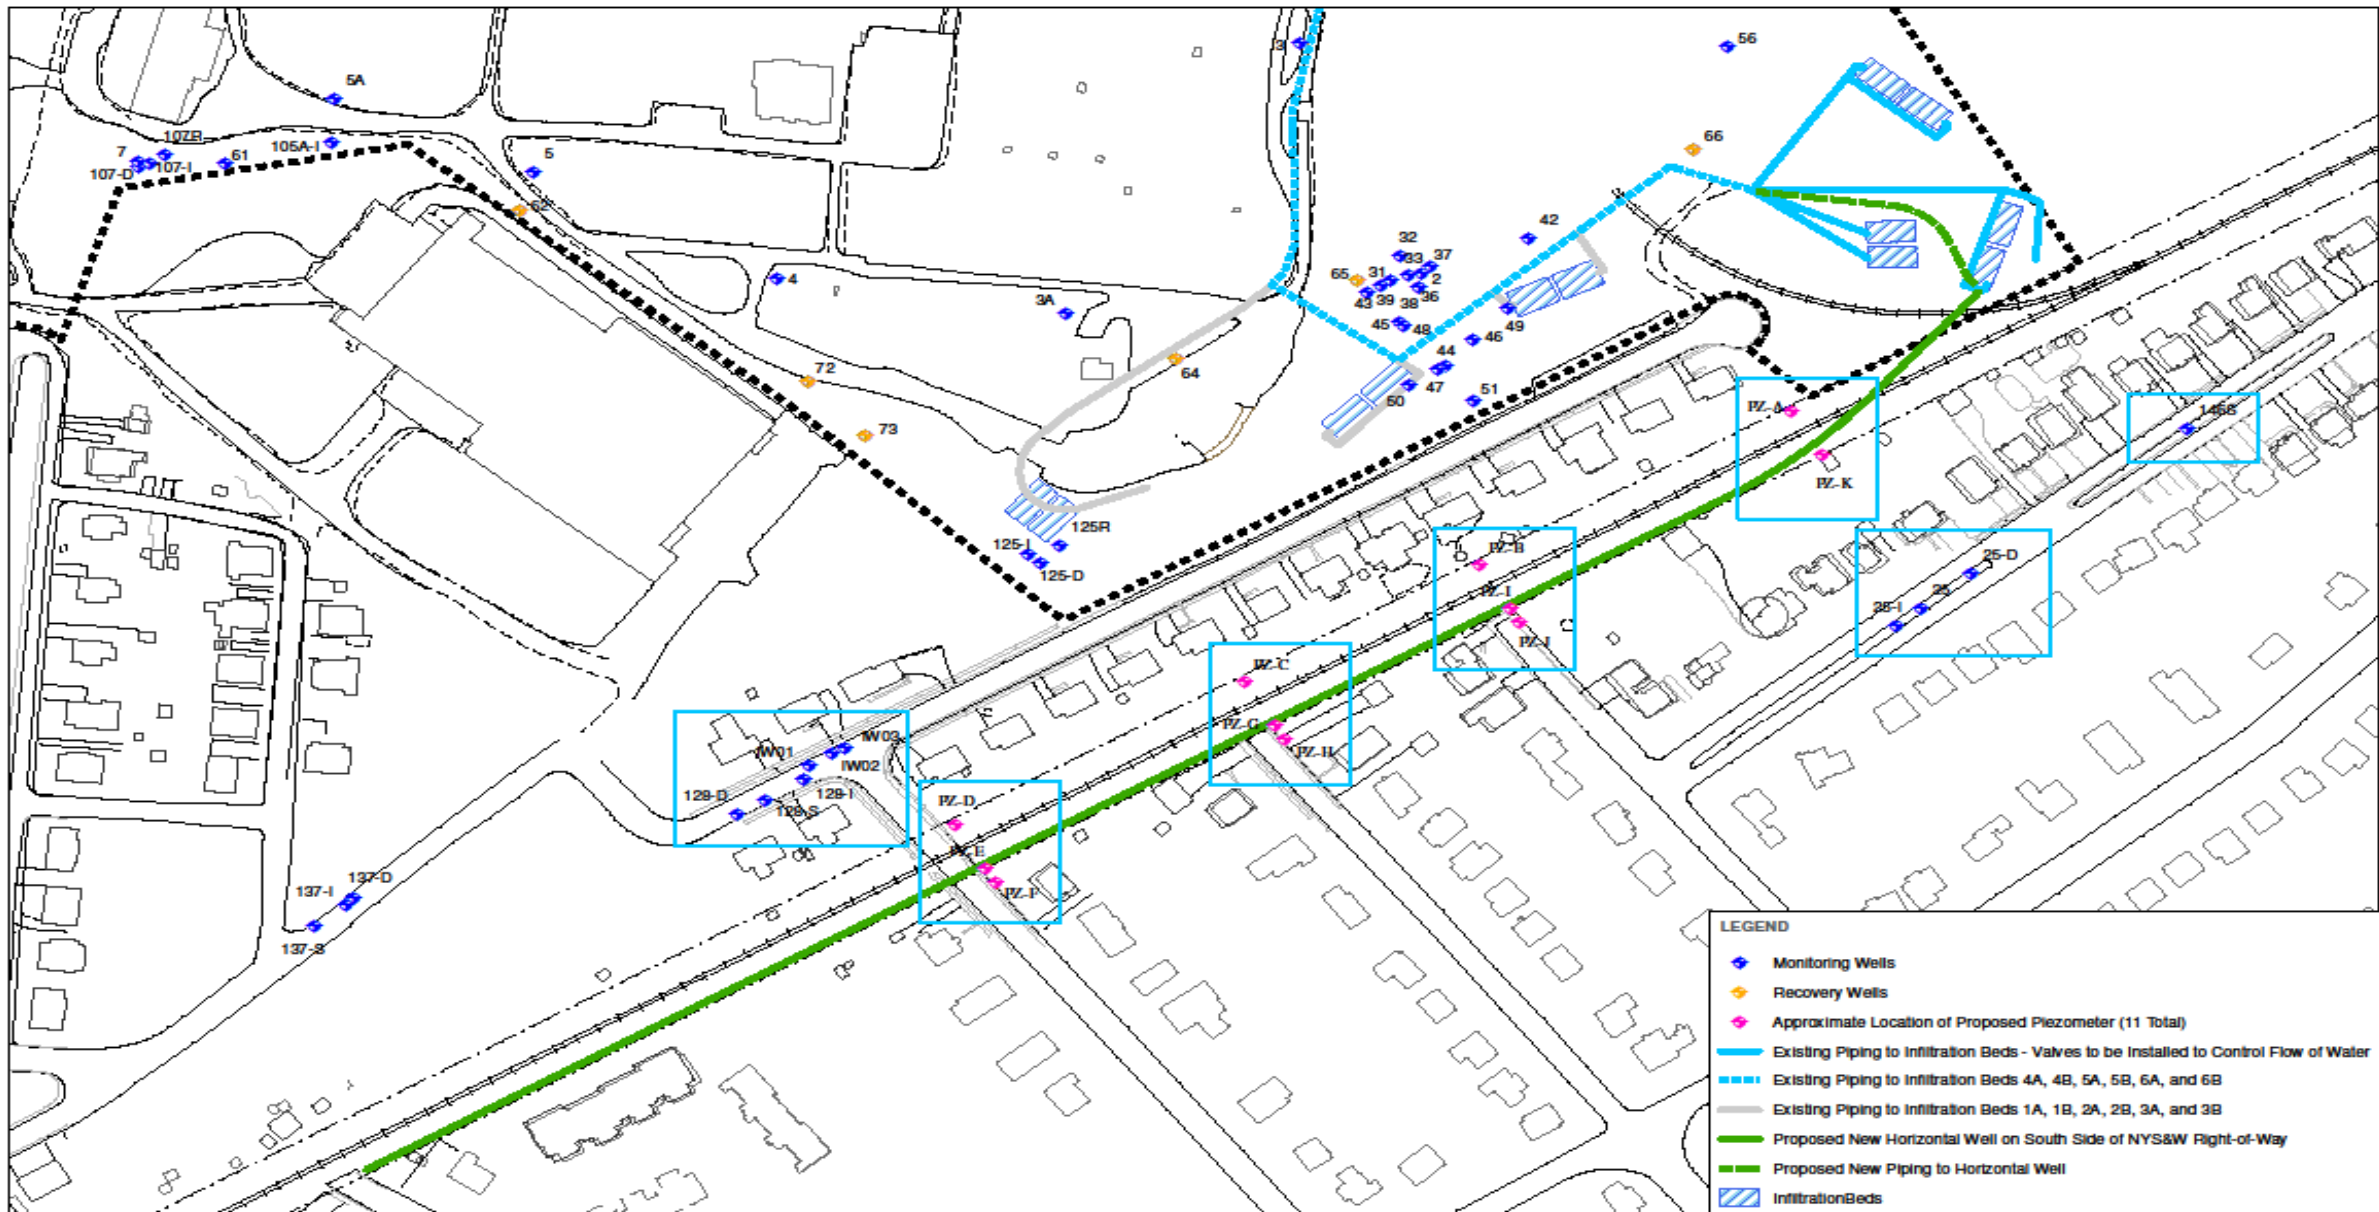 3
56
5A
66
107R
7
61
105A-I
5
107-D
107-I
62
42
32
37
33
65
31
2
4
36
43
39
38
3A
45
48
49
46
64
44
72
47
50
51
73
PZ-A
145S
PZ-K
125R
125-I
125-D
PZ-B
25-D
PZ-I
25
25-I
PZ-J
PZ-C
PZ-G
PZ-H
IW01
IW03
IW02
129-D
129-I
129-S
PZ-D
PZ-E
PZ-F
137-I
137-D
137-S
LEGEND
Monitoring Wells
Recovery Wells
Approximate Location of Proposed Piezometer (11 Total)
Existing Piping to Infiltration Beds - Valves to be Installed to Control Flow of Water
Existing Piping to Infiltration Beds 4A, 4B, 5A, 5B, 6A, and 6B
Existing Piping to Infiltration Beds 1A, 1B, 2A, 2B, 3A, and 3B
Proposed New Horizontal Well on South Side of NYS&W Right-of-Way
Proposed New Piping to Horizontal Well
InfiltrationBeds